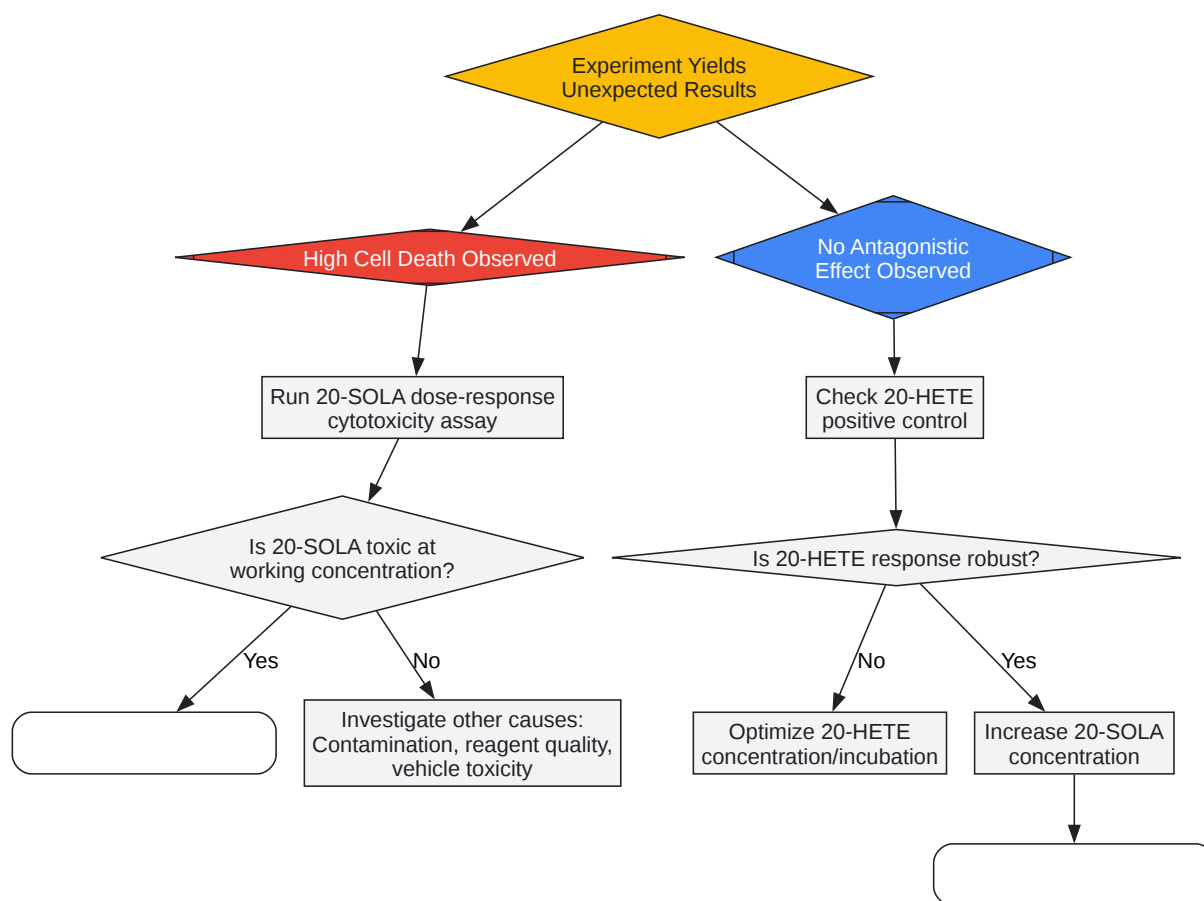 Experiment Yields
Unexpected Results
High Cell Death Observed
No Antagonistic
Effect Observed
Run 20-SOLA dose-response
cytotoxicity assay
Check 20-HETE
positive control
Is 20-SOLA toxic at
working concentration?
Is 20-HETE response robust?
Yes
No
No
Yes
Investigate other causes:
Contamination, reagent quality,
vehicle toxicity
Optimize 20-HETE
concentration/incubation
Increase 20-SOLA
concentration